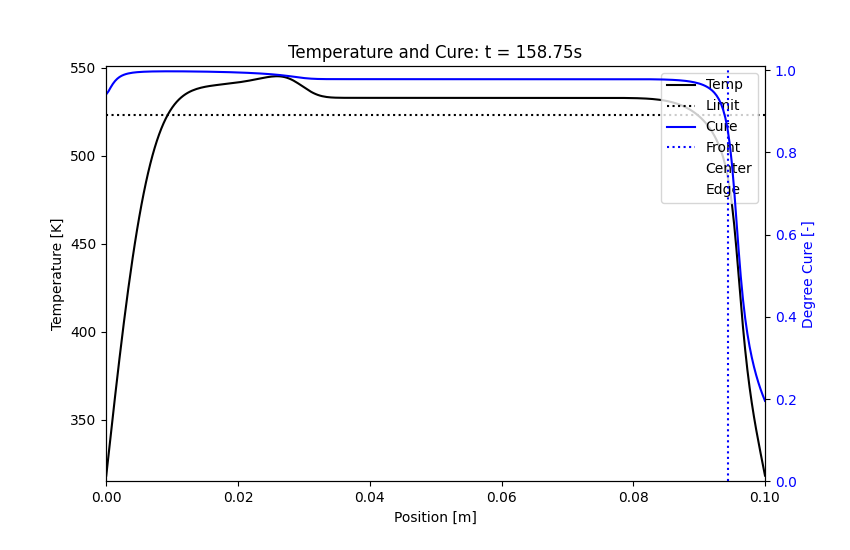 Temperature and Cure: t = 158.75s
550
500
450
400
350
Temperature [K]
1.0
0.8
0.6
0.4
0.2
0.0
Degree Cure [-]
Temp
Limit
Cure
Front
Center
Edge
0.00 0.02 0.04 0.06 0.08 0.10
Position [m]